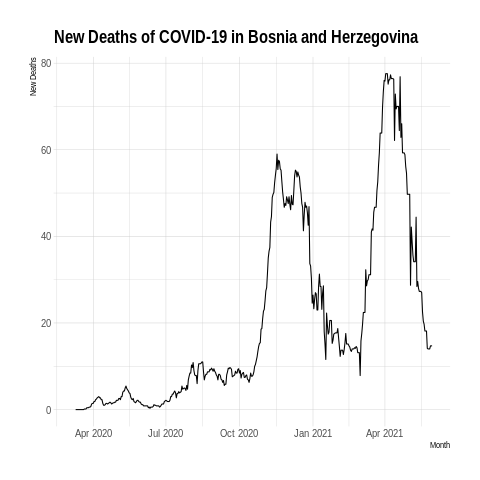 New Deaths of COVID-19 in Bosnia and Herzegovina
New Deaths
80
60
40
20
0
Apr 2020 Jul 2020 Oct 2020 Jan 2021 Apr 2021
Month